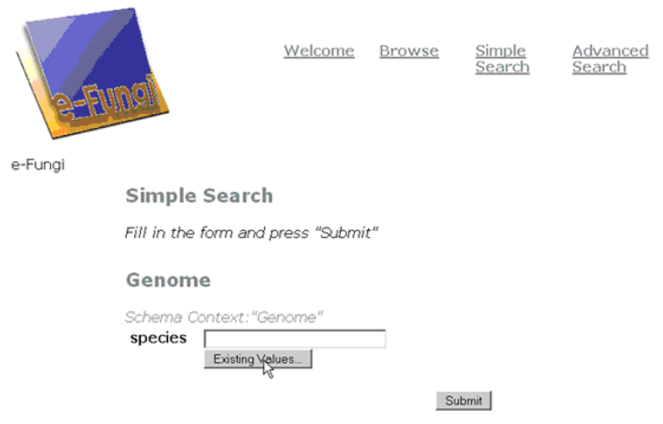 e-Fungi
Welcome Browse Simple Search Advanced Search
e-Fungi
Simple Search
Fill in the form and press "Submit"
Genome
Schema Context:"Genome"
species
Existing Values...
Submit